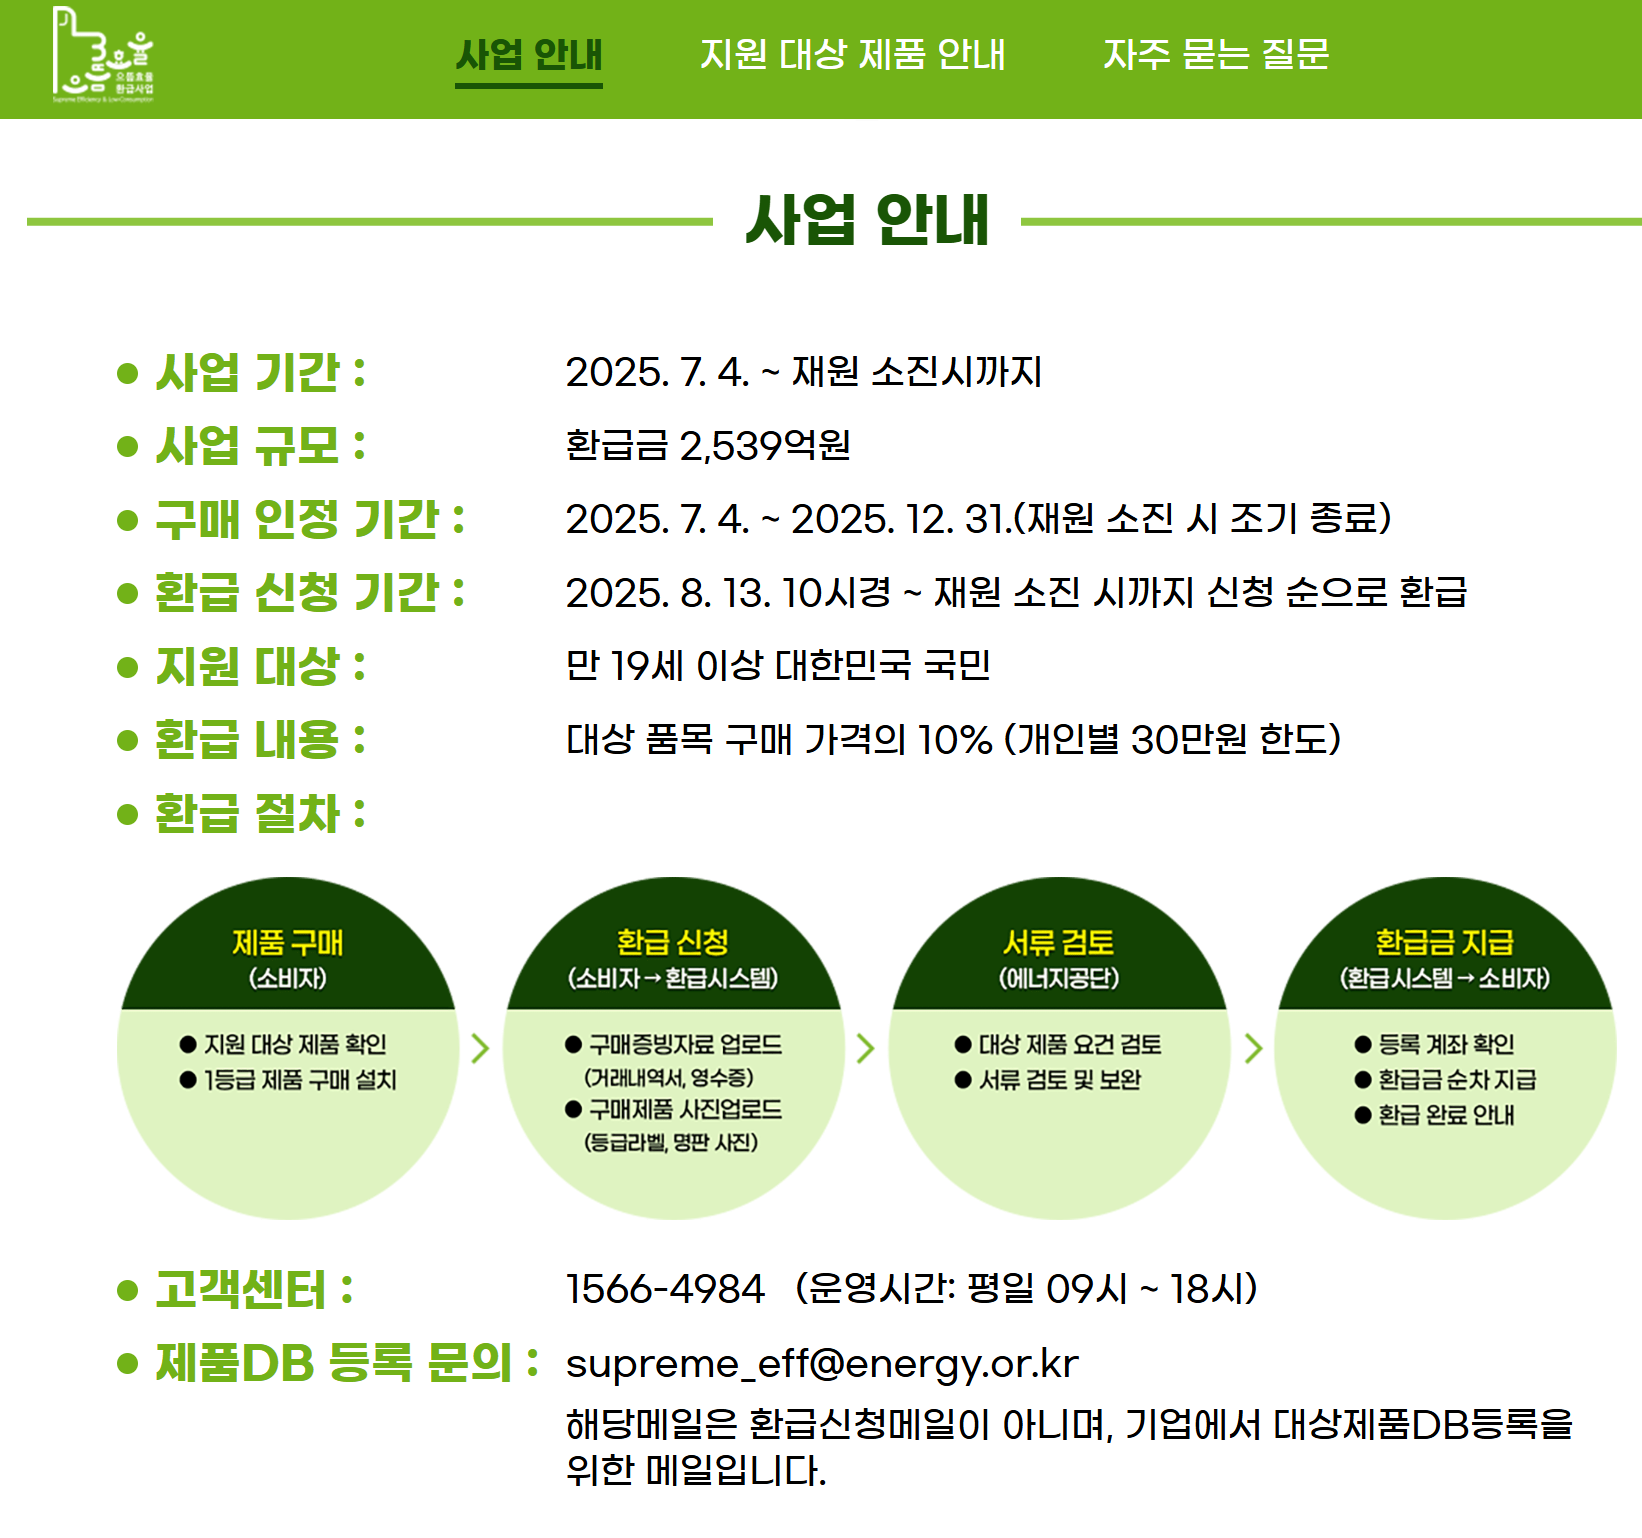 으뜸효율
으뜸효율
환급사업
Supreme Efficiency & Low-Consumption
사업 안내
지원 대상 제품 안내
자주 묻는 질문
사업 안내
● 사업 기간 : 2025. 7. 4. ~ 재원 소진시까지
● 사업 규모 : 환급금 2,539억원
● 구매 인정 기간 : 2025. 7. 4. ~ 2025. 12. 31.(재원 소진 시 조기 종료)
● 환급 신청 기간 : 2025. 8. 13. 10시경 ~ 재원 소진 시까지 신청 순으로 환급
● 지원 대상 : 만 19세 이상 대한민국 국민
● 환급 내용 : 대상 품목 구매 가격의 10% (개인별 30만원 한도)
● 환급 절차 :
제품 구매
(소비자)
● 지원 대상 제품 확인
● 1등급 제품 구매 설치
>
환급 신청
(소비자 → 환급시스템)
● 구매증빙자료 업로드
(거래내역서, 영수증)
● 구매제품 사진업로드
(등급라벨, 명판 사진)
>
서류 검토
(에너지공단)
● 대상 제품 요건 검토
● 서류 검토 및 보완
>
환급금 지급
(환급시스템 → 소비자)
● 등록 계좌 확인
● 환급금 순차 지급
● 환급 완료 안내
● 고객센터 : 1566-4984 (운영시간: 평일 09시 ~ 18시)
● 제품DB 등록 문의 : supreme_eff@energy.or.kr
해당메일은 환급신청메일이 아니며, 기업에서 대상제품DB등록을
위한 메일입니다.